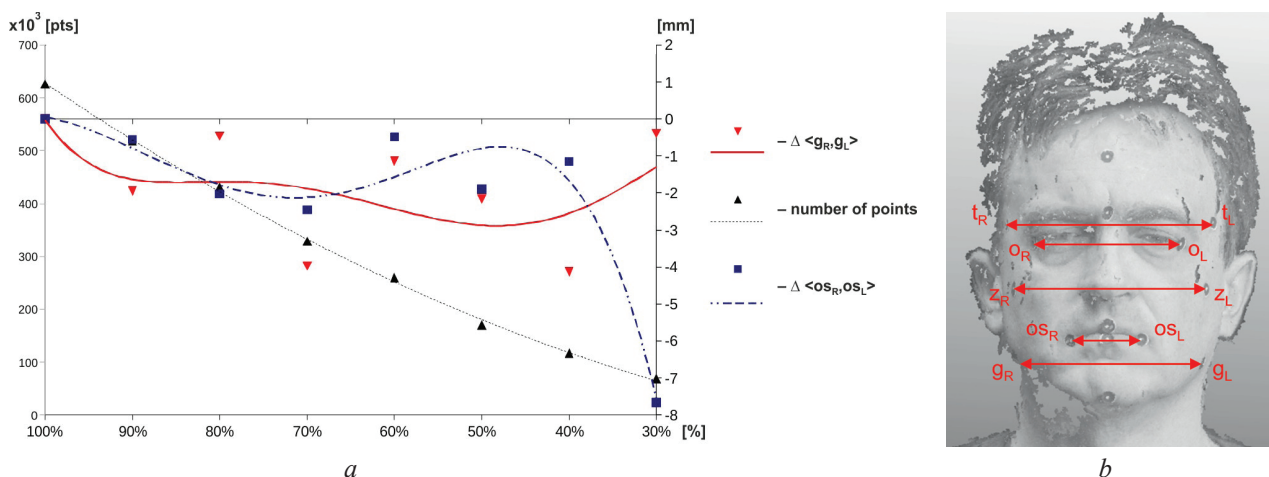 x10³ [pts]
[mm]
700
600
500
400
300
200
100
0
2
1
0
-1
-2
-3
-4
-5
-6
-7
-8
100%
90%
80%
70%
60%
50%
40%
30%
[%]
– Δ <g_R,g_L>
– number of points
– Δ <os_R,os_L>
a
t_R t_L
o_R o_L
z_R z_L
os_R os_L
g_R g_L
b